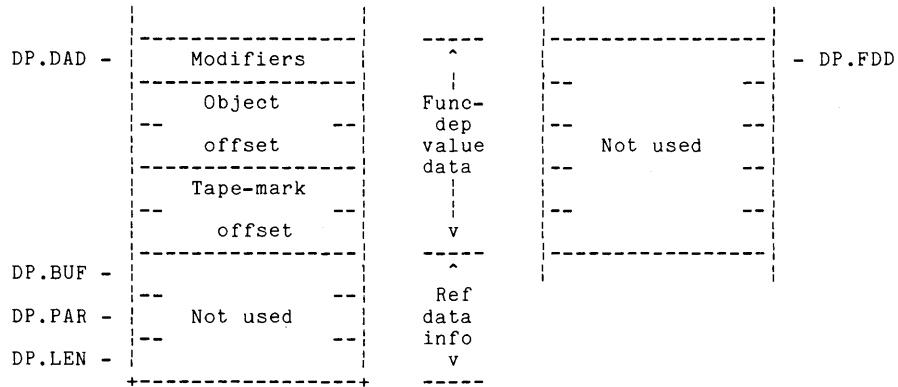 DP.DAD - Modifiers ^ - DP.FDD
Object Func-
dep
offset value Not used
data
Tape-mark
offset v
DP.BUF - ^
Ref
DP.PAR - Not used data
info
DP.LEN - v